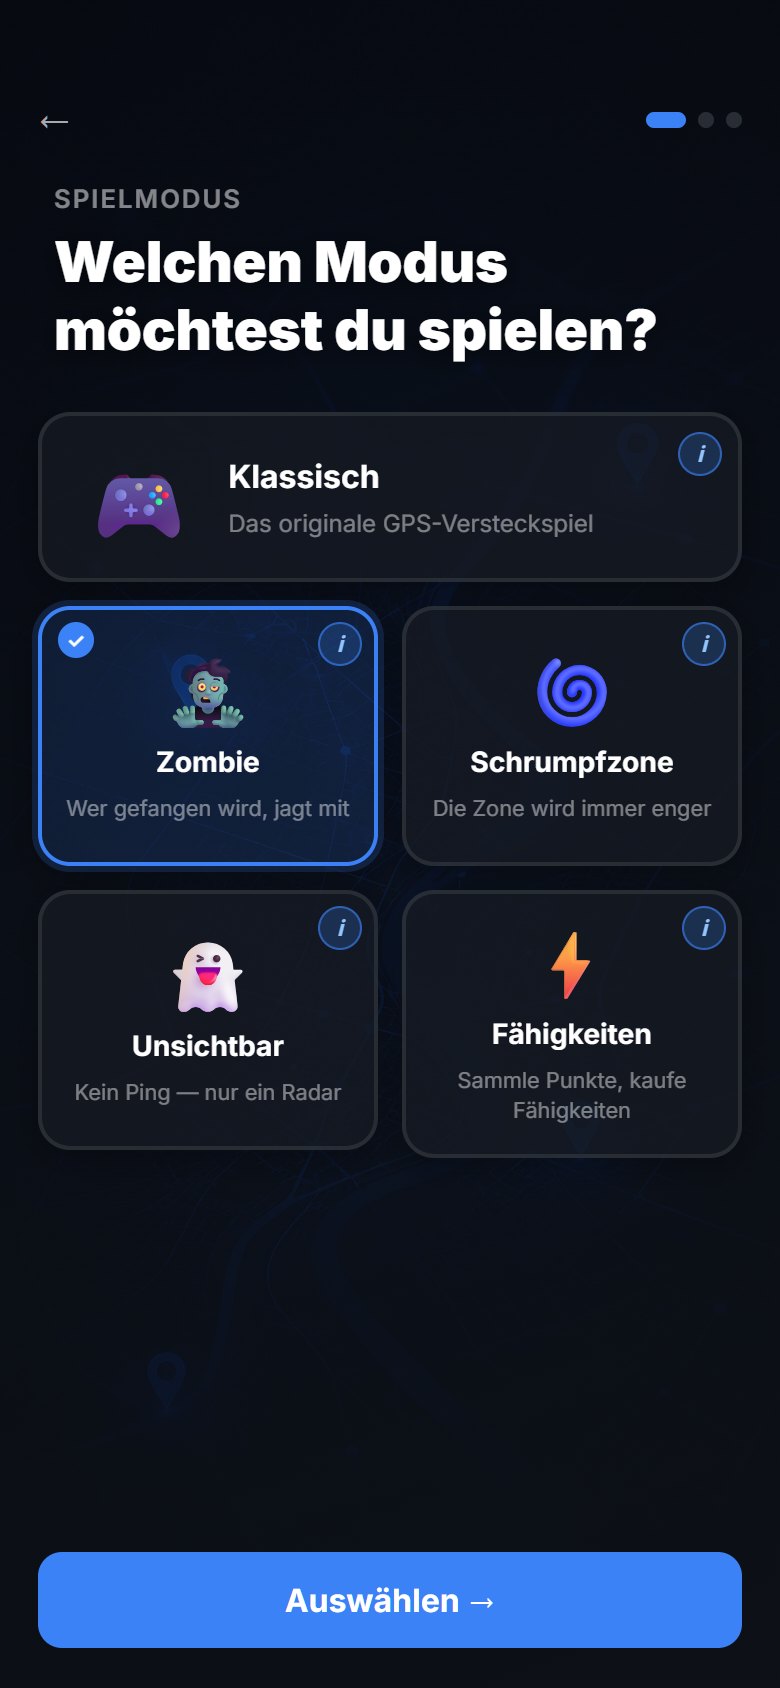 ←
SPIELMODUS
Welchen Modus
möchtest du spielen?
i
Klassisch
Das originale GPS-Versteckspiel
i
Zombie
Wer gefangen wird, jagt mit
i
Schrumpfzone
Die Zone wird immer enger
i
Unsichtbar
Kein Ping — nur ein Radar
i
Fähigkeiten
Sammle Punkte, kaufe
Fähigkeiten
Auswählen →